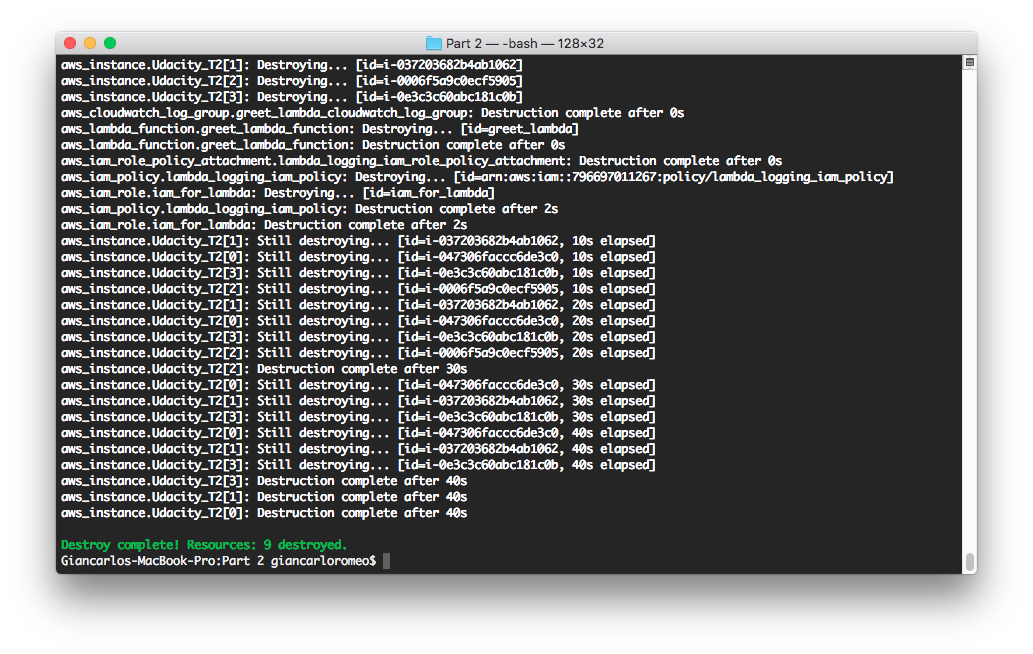 Part 2 — -bash — 128×32
aws_instance.Udacity_T2[1]: Destroying... [id=i-037203682b4ab1062]
aws_instance.Udacity_T2[2]: Destroying... [id=i-0006f5a9c0ecf5905]
aws_instance.Udacity_T2[3]: Destroying... [id=i-0e3c3c60abc181c0b]
aws_cloudwatch_log_group.greet_lambda_cloudwatch_log_group: Destruction complete after 0s
aws_lambda_function.greet_lambda_function: Destroying... [id=greet_lambda]
aws_lambda_function.greet_lambda_function: Destruction complete after 0s
aws_iam_role_policy_attachment.lambda_logging_iam_role_policy_attachment: Destruction complete after 0s
aws_iam_policy.lambda_logging_iam_policy: Destroying... [id=arn:aws:iam::796697011267:policy/lambda_logging_iam_policy]
aws_iam_role.iam_for_lambda: Destroying... [id=iam_for_lambda]
aws_iam_policy.lambda_logging_iam_policy: Destruction complete after 2s
aws_iam_role.iam_for_lambda: Destruction complete after 2s
aws_instance.Udacity_T2[1]: Still destroying... [id=i-037203682b4ab1062, 10s elapsed]
aws_instance.Udacity_T2[0]: Still destroying... [id=i-047306faccc6de3c0, 10s elapsed]
aws_instance.Udacity_T2[3]: Still destroying... [id=i-0e3c3c60abc181c0b, 10s elapsed]
aws_instance.Udacity_T2[2]: Still destroying... [id=i-0006f5a9c0ecf5905, 10s elapsed]
aws_instance.Udacity_T2[1]: Still destroying... [id=i-037203682b4ab1062, 20s elapsed]
aws_instance.Udacity_T2[0]: Still destroying... [id=i-047306faccc6de3c0, 20s elapsed]
aws_instance.Udacity_T2[3]: Still destroying... [id=i-0e3c3c60abc181c0b, 20s elapsed]
aws_instance.Udacity_T2[2]: Still destroying... [id=i-0006f5a9c0ecf5905, 20s elapsed]
aws_instance.Udacity_T2[2]: Destruction complete after 30s
aws_instance.Udacity_T2[0]: Still destroying... [id=i-047306faccc6de3c0, 30s elapsed]
aws_instance.Udacity_T2[1]: Still destroying... [id=i-037203682b4ab1062, 30s elapsed]
aws_instance.Udacity_T2[3]: Still destroying... [id=i-0e3c3c60abc181c0b, 30s elapsed]
aws_instance.Udacity_T2[0]: Still destroying... [id=i-047306faccc6de3c0, 40s elapsed]
aws_instance.Udacity_T2[1]: Still destroying... [id=i-037203682b4ab1062, 40s elapsed]
aws_instance.Udacity_T2[3]: Still destroying... [id=i-0e3c3c60abc181c0b, 40s elapsed]
aws_instance.Udacity_T2[3]: Destruction complete after 40s
aws_instance.Udacity_T2[1]: Destruction complete after 40s
aws_instance.Udacity_T2[0]: Destruction complete after 40s
Destroy complete! Resources: 9 destroyed.
Giancarlos-MacBook-Pro:Part 2 giancarloromeo$